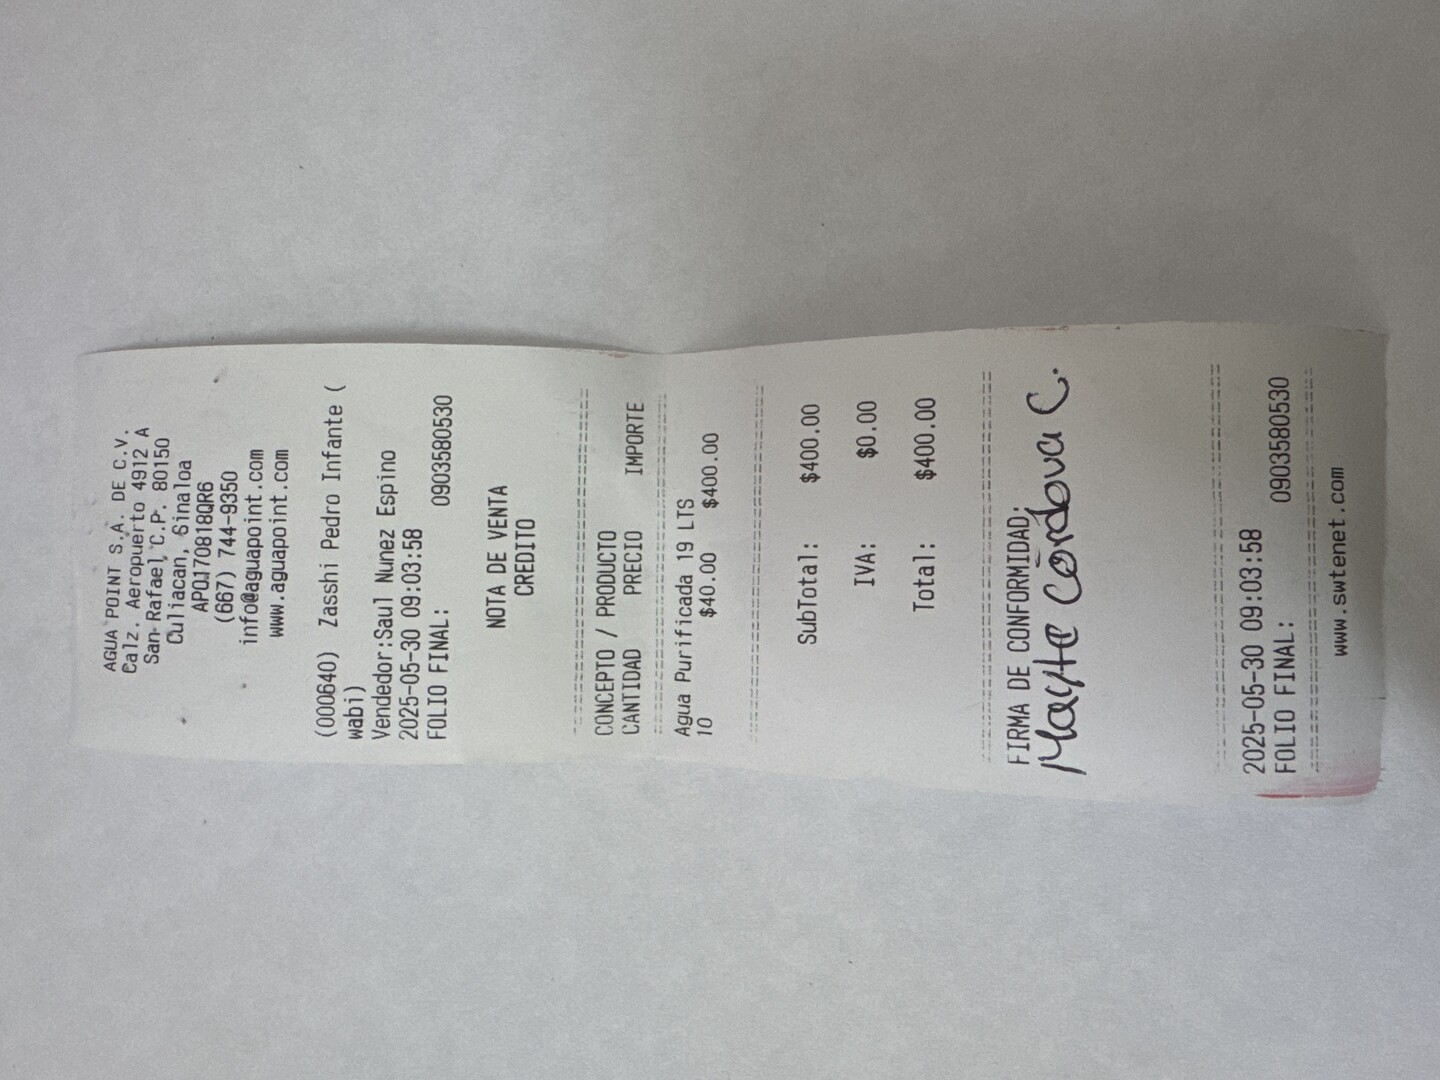 AGUA POINT S.A. DE C.V.
Calz. Aeropuerto 4912 A
San Rafael, C.P. 80150
Culiacan, Sinaloa
APO170818QR6
(667) 744-9350
info@aguapoint.com
www.aguapoint.com
(000640) Zasshi Pedro Infante (
wabi)
Vendedor:Saul Nunez Espino
2025-05-30 09:03:58
FOLIO FINAL: 0903580530
NOTA DE VENTA
CREDITO
CONCEPTO / PRODUCTO
CANTIDAD PRECIO IMPORTE
Agua Purificada 19 LTS
10 $40.00 $400.00
SubTotal: $400.00
IVA: $0.00
Total: $400.00
FIRMA DE CONFORMIDAD:
Mayte Córdova C.
2025-05-30 09:03:58
FOLIO FINAL: 0903580530
www.swtenet.com